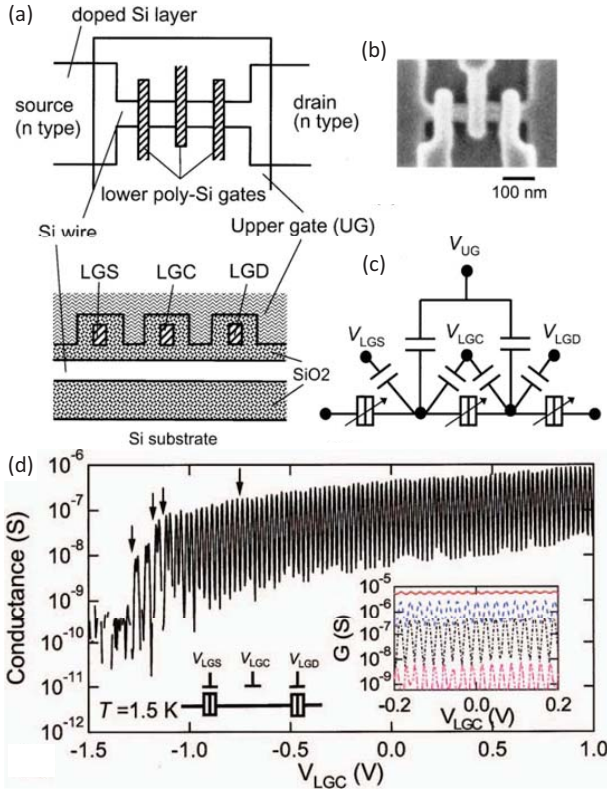 (a)
doped Si layer
source
(n type)
drain
(n type)
lower poly-Si gates
Si wire
Upper gate (UG)
LGS LGC LGD
SiO2
Si substrate
(b)
100 nm
(c)
VUG
VLGS VLGC VLGD
(d)
Conductance (S)
10-6
10-7
10-8
10-9
10-10
10-11
10-12
VLGS VLGC VLGD
T =1.5 K
G (S)
10-5
10-6
10-7
10-8
10-9
-0.2 0.0 0.2
VLGC (V)
-1.5 -1.0 -0.5 0.0 0.5 1.0
VLGC (V)